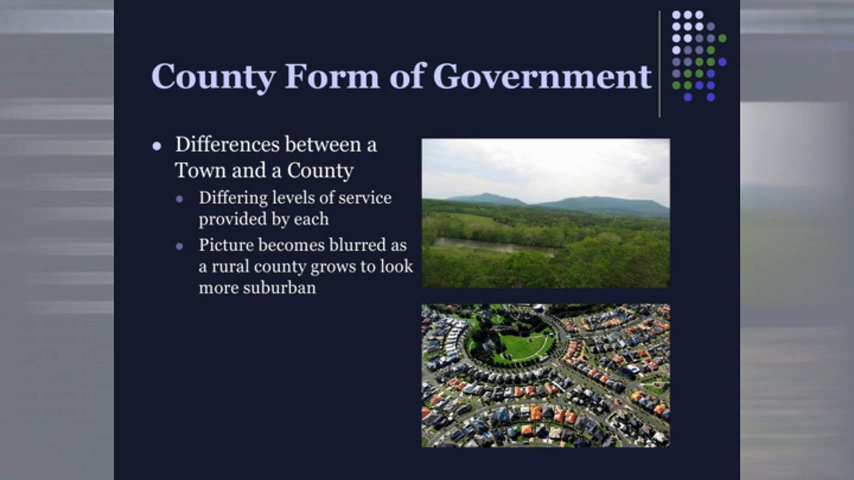 County Form of Government
Differences between a
Town and a County
Differing levels of service
provided by each
Picture becomes blurred as
a rural county grows to look
more suburban